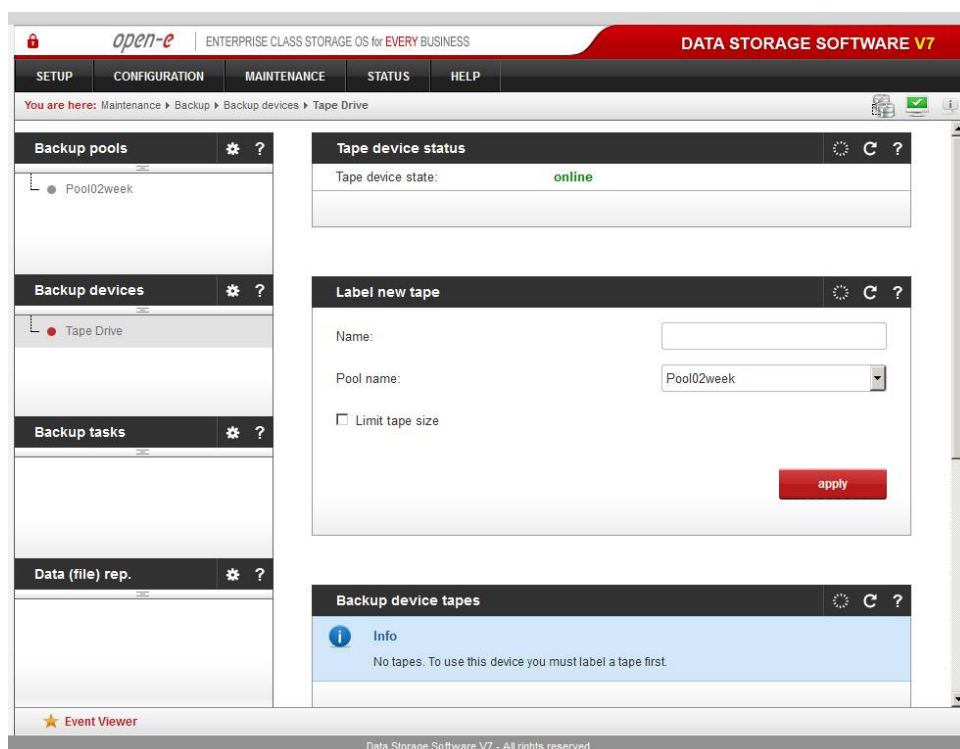 open-e ENTERPRISE CLASS STORAGE OS for EVERY BUSINESS DATA STORAGE SOFTWARE V7
SETUP CONFIGURATION MAINTENANCE STATUS HELP
You are here: Maintenance Backup Backup devices Tape Drive
Backup pools ?
Pool02week
Backup devices ?
Tape Drive
Backup tasks ?
Data (file) rep. ?
Tape device status ?
Tape device state: online
Label new tape ?
Name:
Pool name: Pool02week
Limit tape size
apply
Backup device tapes ?
i Info
No tapes. To use this device you must label a tape first.
Event Viewer
Data Storage Software V7 - All rights reserved